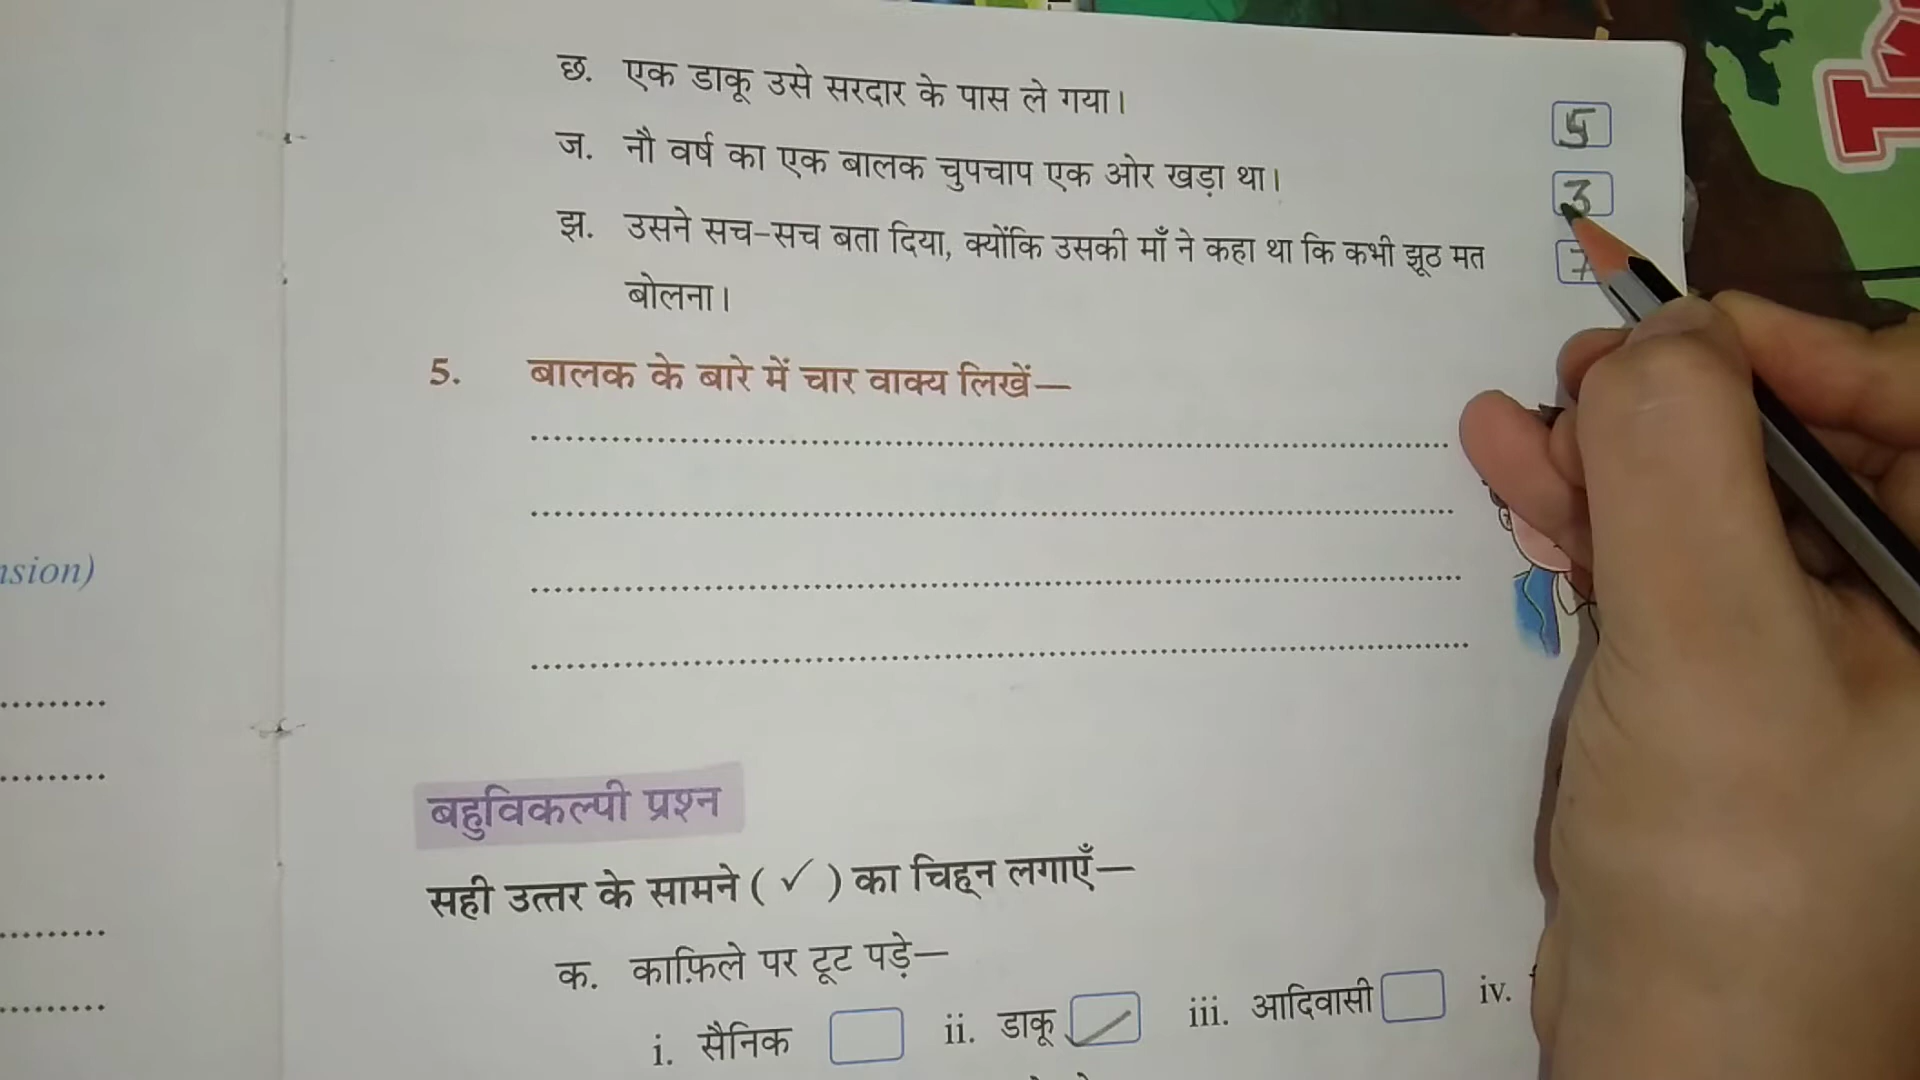 छ. एक डाकू उसे सरदार के पास ले गया। 5
ज. नौ वर्ष का एक बालक चुपचाप एक ओर खड़ा था। 3
झ. उसने सच-सच बता दिया, क्योंकि उसकी माँ ने कहा था कि कभी झूठ मत 7
बोलना।
5. बालक के बारे में चार वाक्य लिखें—
बहुविकल्पी प्रश्न
सही उत्तर के सामने ( ✓ ) का चिह्न लगाएँ—
क. काफ़िले पर टूट पड़े—
i. सैनिक ii. डाकू iii. आदिवासी iv.